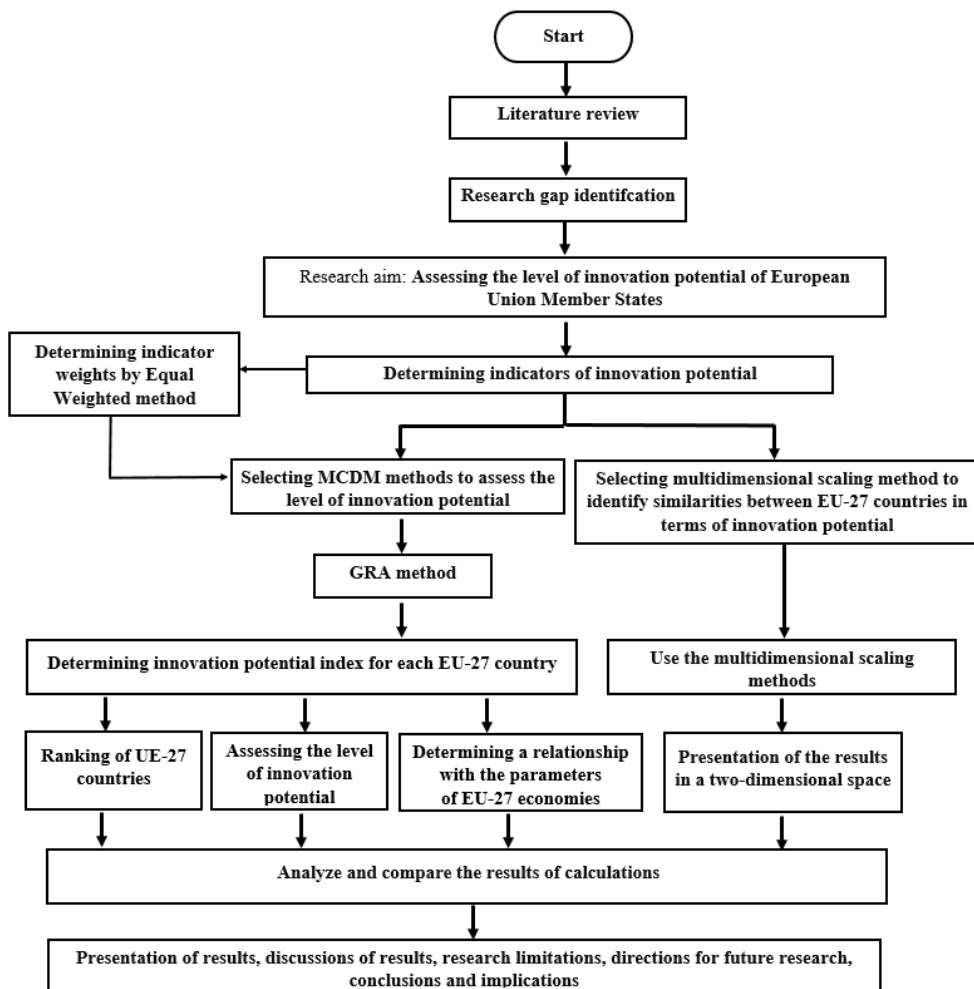 Start
Literature review
Research gap identifcation
Research aim: Assessing the level of innovation potential of European
Union Member States
Determining indicator
weights by Equal
Weighted method
Determining indicators of innovation potential
Selecting MCDM methods to assess the
level of innovation potential
Selecting multidimensional scaling method to
identify similarities between EU-27 countries in
terms of innovation potential
GRA method
Determining innovation potential index for each EU-27 country
Use the multidimensional scaling
methods
Ranking of UE-27
countries
Assessing the level
of innovation
potential
Determining a relationship
with the parameters
of EU-27 economies
Presentation of the results
in a two-dimensional space
Analyze and compare the results of calculations
Presentation of results, discussions of results, research limitations, directions for future research,
conclusions and implications